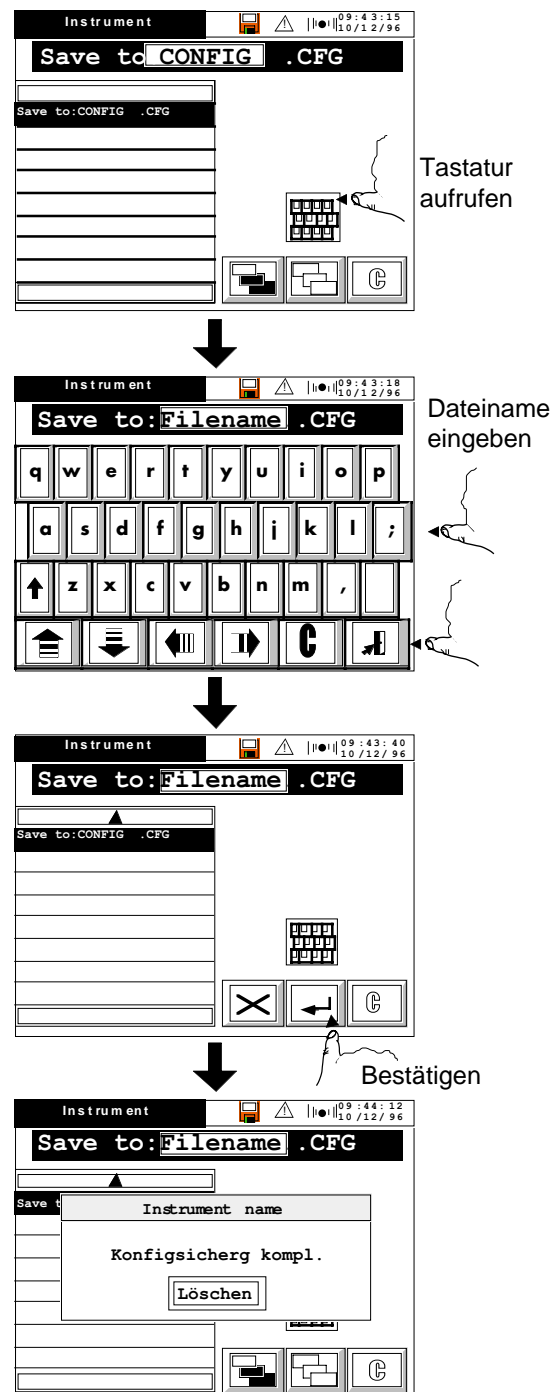 Instrument 09:43:15
10/12/96
Save to CONFIG .CFG
Save to:CONFIG .CFG
Tastatur
aufrufen
C
Instrument 09:43:18
10/12/96
Save to:Filename .CFG
Dateiname
eingeben
q w e r t y u i o p
a s d f g h j k l ;
z x c v b n m ,
C
Instrument 09:43:40
10/12/96
Save to:Filename .CFG
Save to:CONFIG .CFG
C
Bestätigen
Instrument 09:44:12
10/12/96
Save to:Filename .CFG
Save t
Instrument name
Konfigsicherg kompl.
Löschen
C